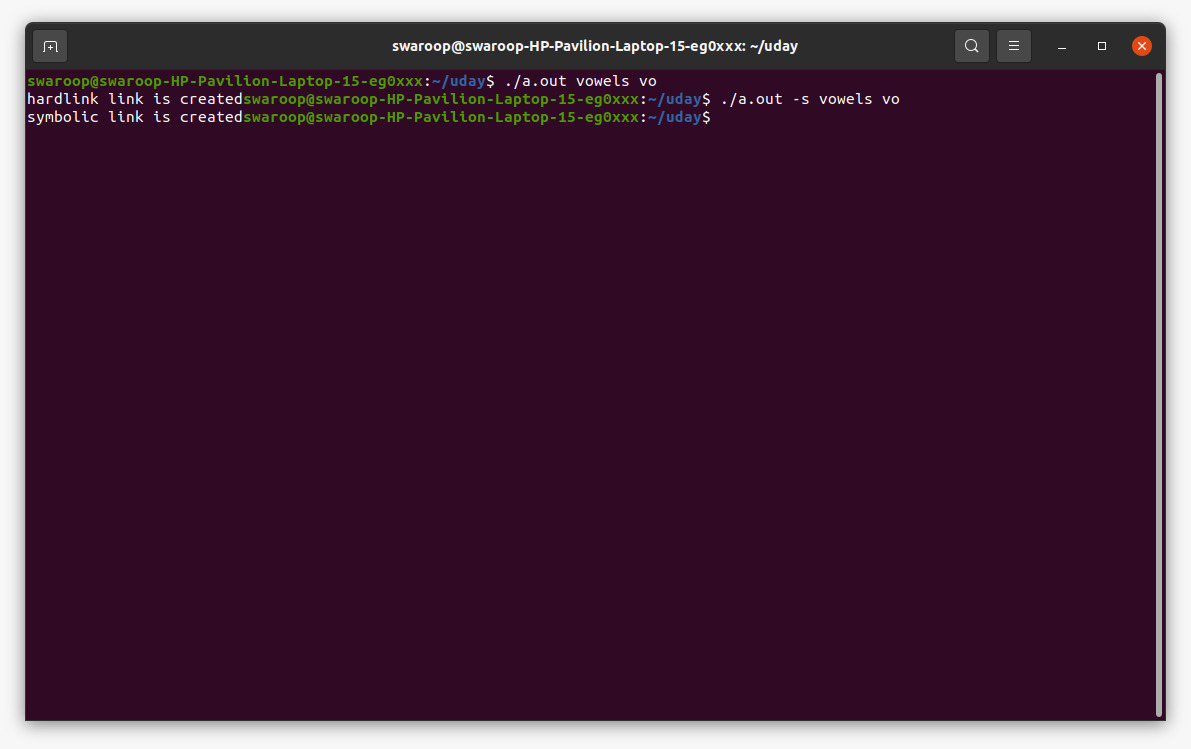 swaroop@swaroop-HP-Pavilion-Laptop-15-eg0xxx: ~/uday
swaroop@swaroop-HP-Pavilion-Laptop-15-eg0xxx:~/uday$ ./a.out vowels vo
hardlink link is createdswaroop@swaroop-HP-Pavilion-Laptop-15-eg0xxx:~/uday$ ./a.out -s vowels vo
symbolic link is createdswaroop@swaroop-HP-Pavilion-Laptop-15-eg0xxx:~/uday$